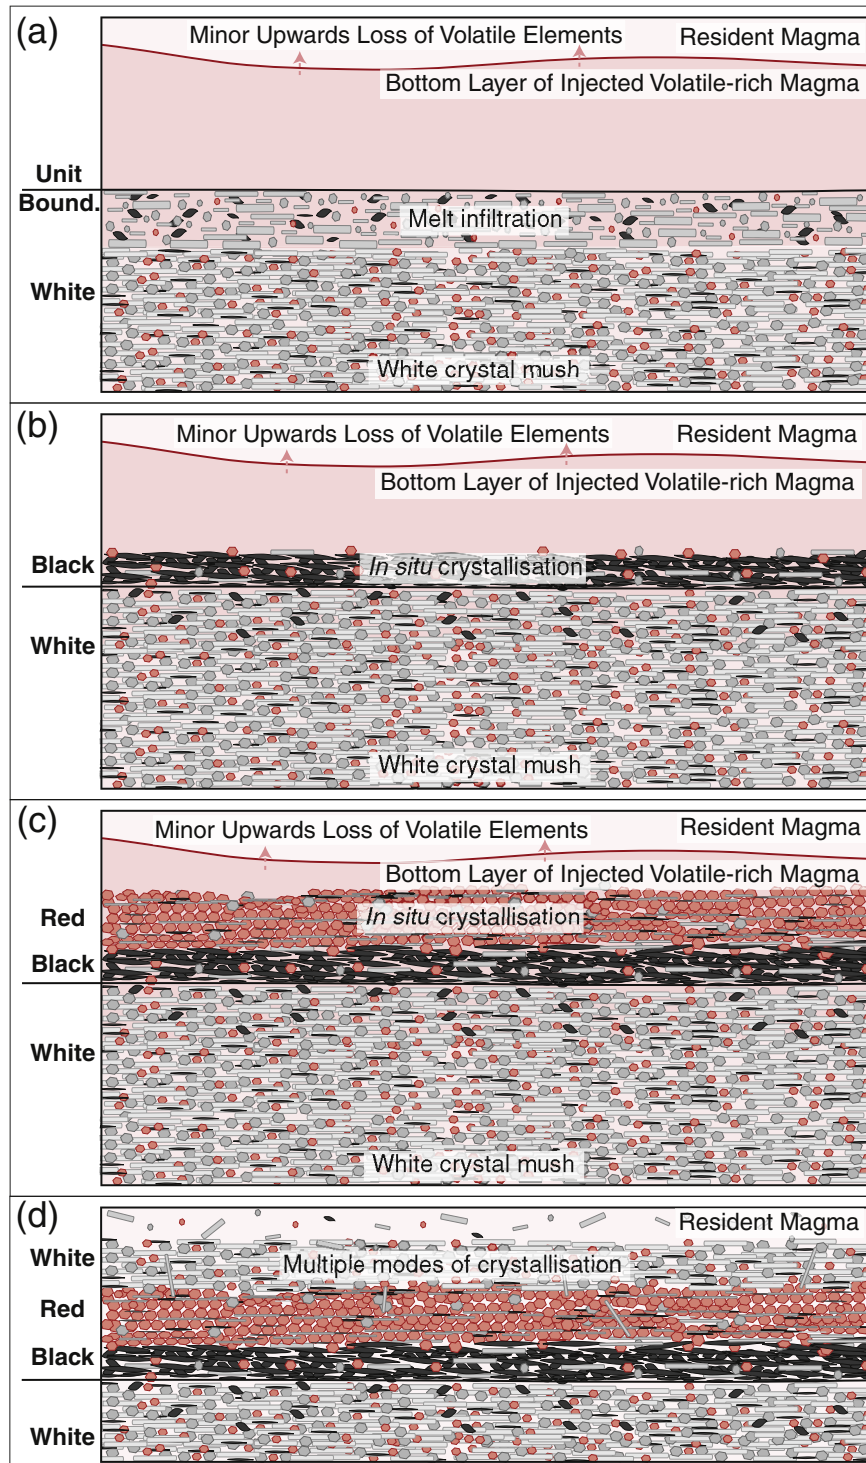 (a)
Minor Upwards Loss of Volatile Elements
Resident Magma
Bottom Layer of Injected Volatile-rich Magma
Unit
Bound.
Melt infiltration
White
White crystal mush
(b)
Minor Upwards Loss of Volatile Elements
Resident Magma
Bottom Layer of Injected Volatile-rich Magma
Black
In situ crystallisation
White
White crystal mush
(c)
Minor Upwards Loss of Volatile Elements
Resident Magma
Bottom Layer of Injected Volatile-rich Magma
Red
In situ crystallisation
Black
White
White crystal mush
(d)
Resident Magma
White
Multiple modes of crystallisation
Red
Black
White